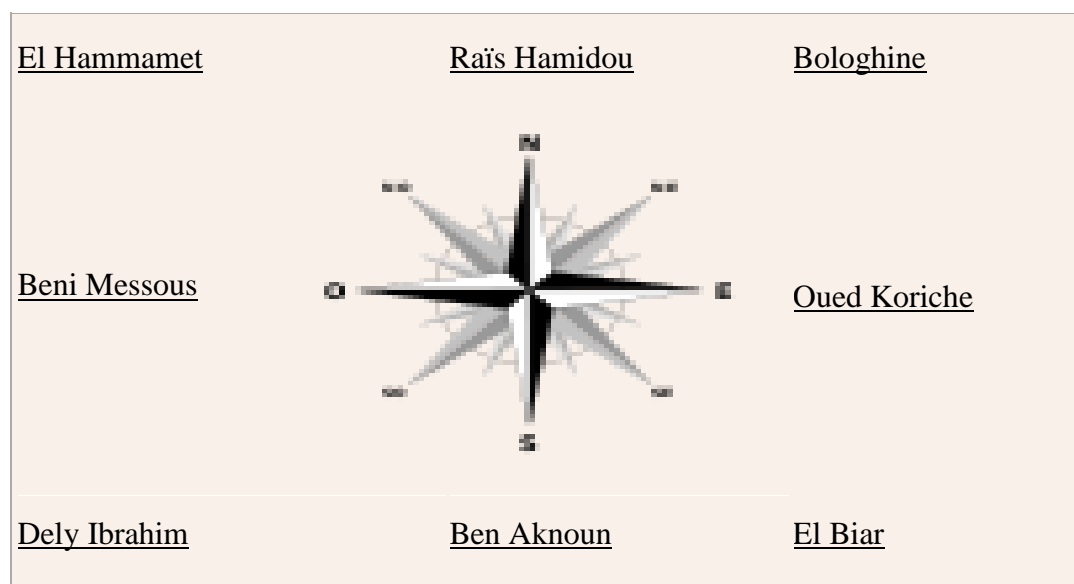 El Hammamet Raïs Hamidou Bologhine
N
Beni Messous O E Oued Koriche
S
Dely Ibrahim Ben Aknoun El Biar